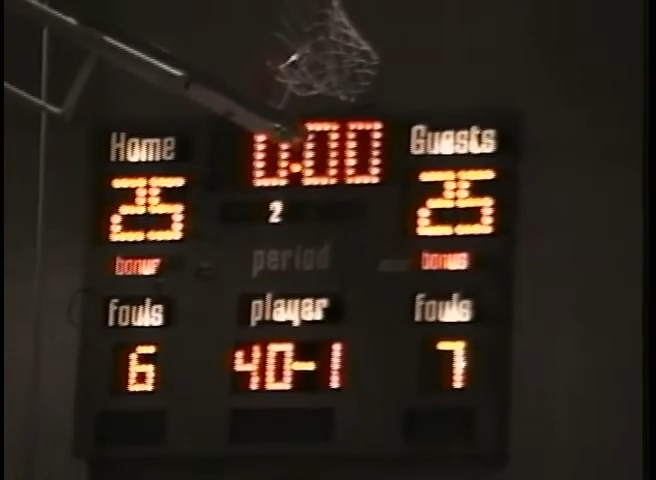 Home 0:00 Guests
25 25
2
bonus period bonus
fouls player fouls
6 40-1 7